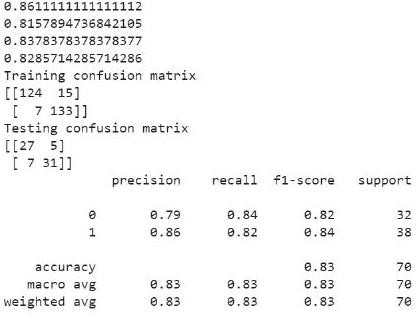 0.8611111111111112
0.8157894736842105
0.8378378378378377
0.8285714285714286
Training confusion matrix
[[124  15]
 [  7 133]]
Testing confusion matrix
[[27  5]
 [ 7 31]]
precision    recall  f1-score   support
0       0.79      0.84      0.82        32
1       0.86      0.82      0.84        38
accuracy                           0.83        70
macro avg       0.83      0.83      0.83        70
weighted avg       0.83      0.83      0.83        70